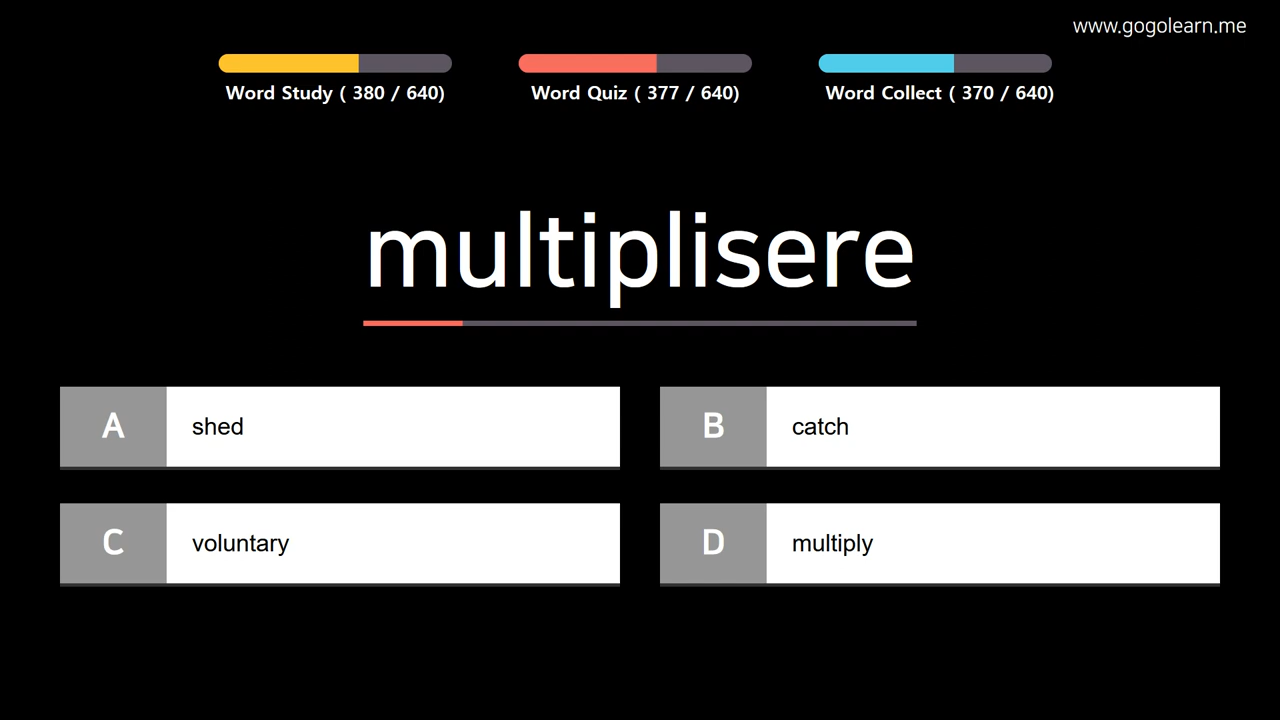 www.gogolearn.me
Word Study ( 380 / 640)
Word Quiz ( 377 / 640)
Word Collect ( 370 / 640)
multiplisere
A shed
B catch
C voluntary
D multiply